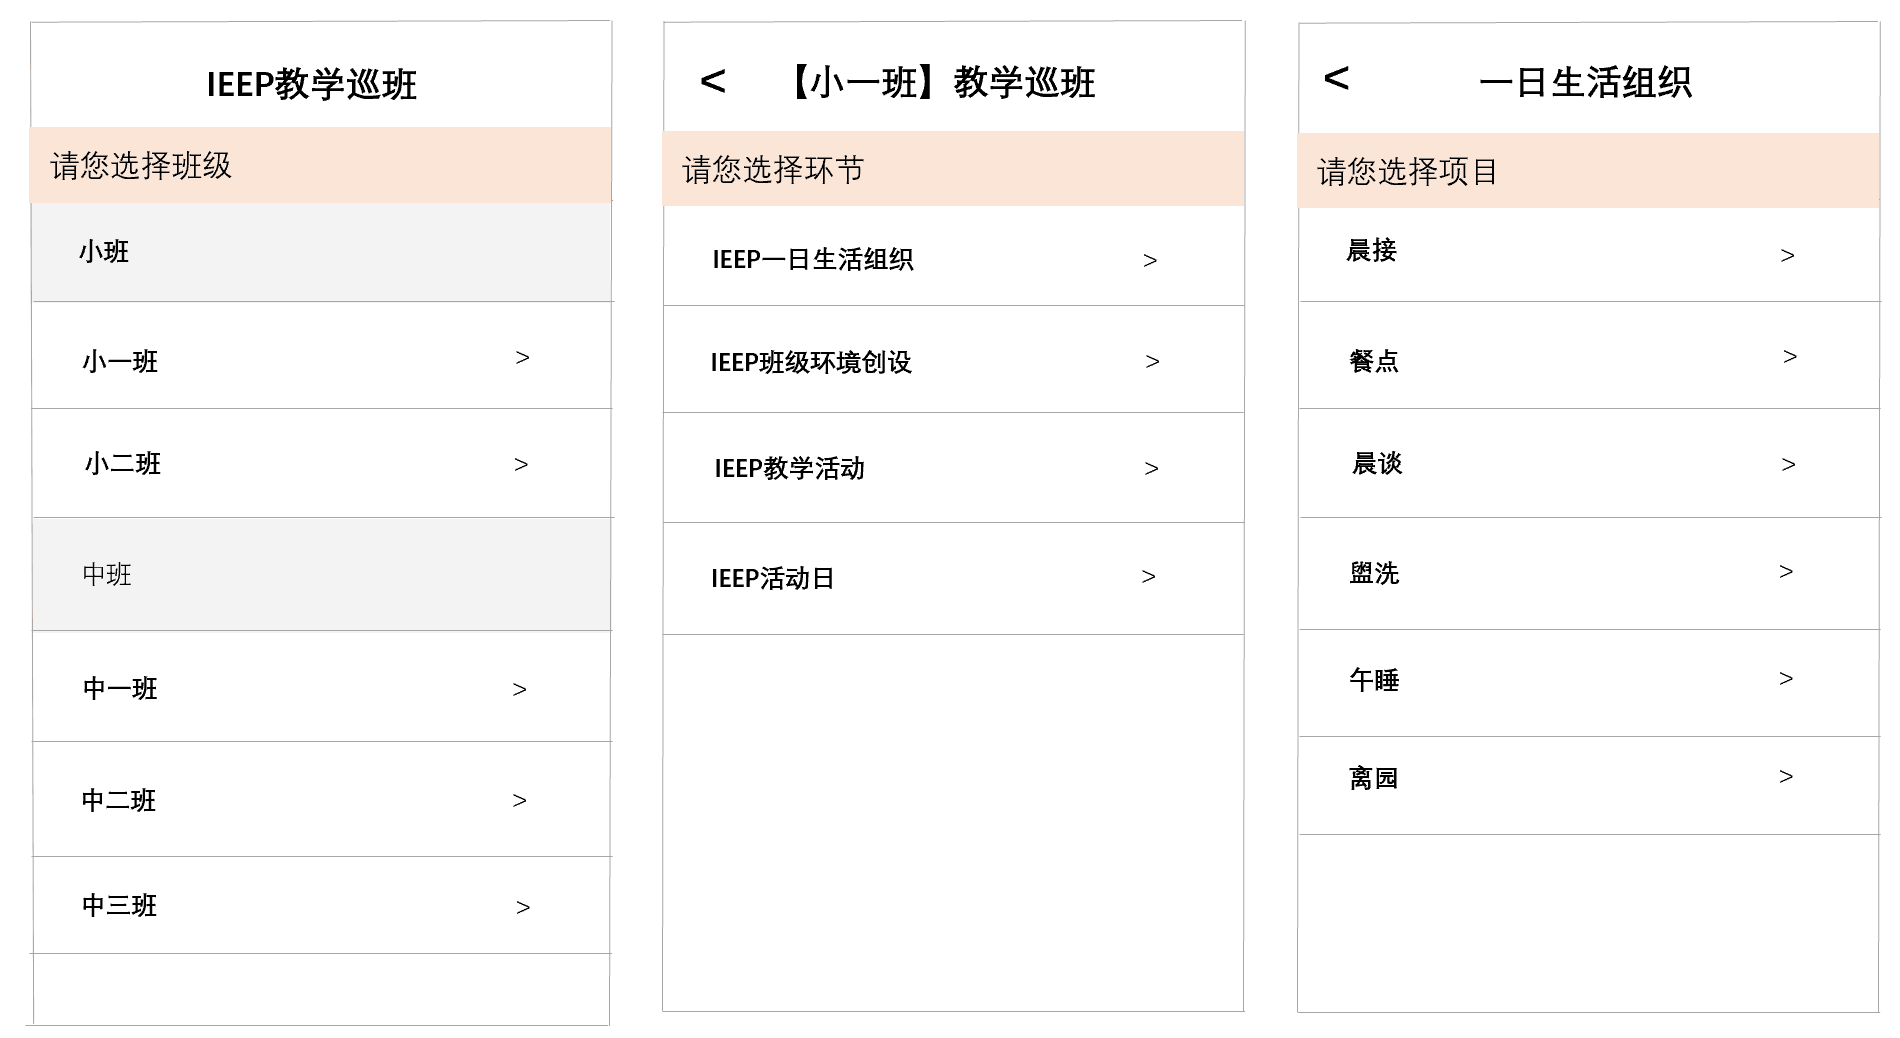 IEEP教学巡班
请您选择班级
小班
小一班 >
小二班 >
中班
中一班 >
中二班 >
中三班 >
< 【小一班】教学巡班
请您选择环节
IEEP一日生活组织 >
IEEP班级环境创设 >
IEEP教学活动 >
IEEP活动日 >
< 一日生活组织
请您选择项目
晨接 >
餐点 >
晨谈 >
盥洗 >
午睡 >
离园 >